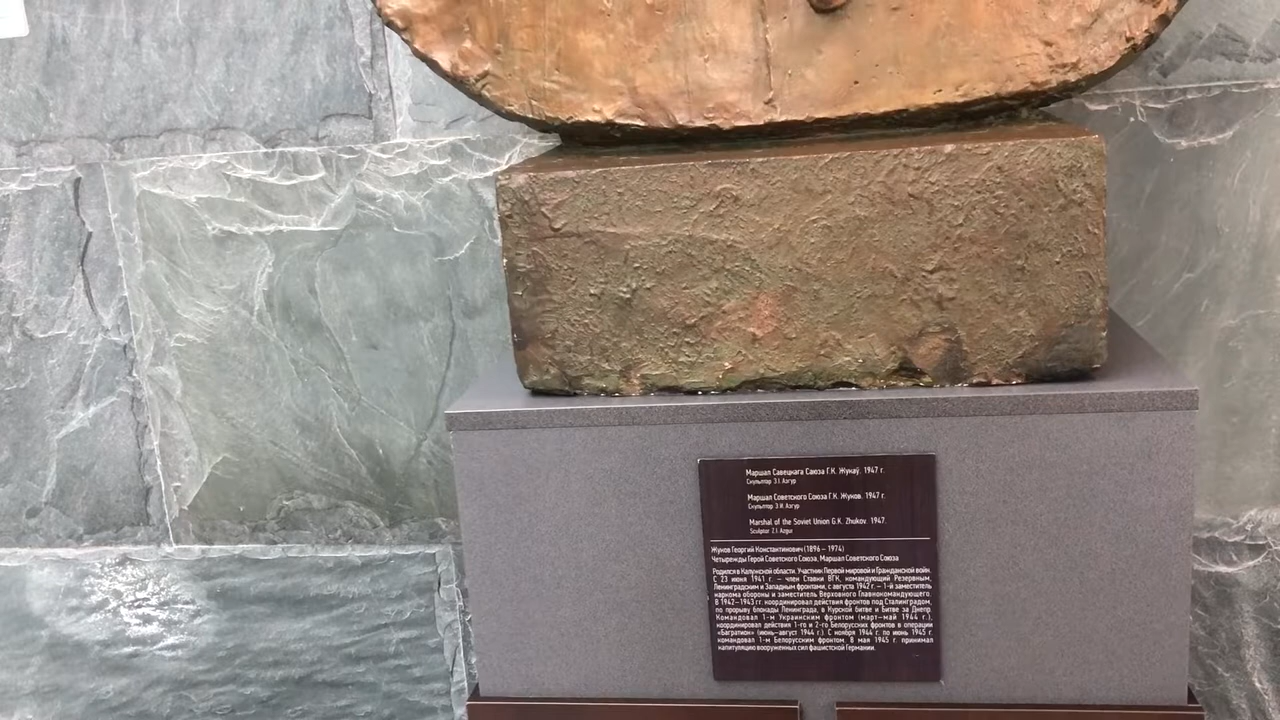 Маршал Савецкага Саюза Г.К. Жукаў. 1947 г.
Скульптар З.І. Азгур
Маршал Советского Союза Г.К. Жуков. 1947 г.
Скульптор З.И. Азгур
Marshal of the Soviet Union G.K. Zhukov. 1947.
Sculptor Z.I. Azgur
Жуков Георгий Константинович (1896 – 1974)
Четырежды Герой Советского Союза, Маршал Советского Союза
Родился в Калужской области. Участник Первой мировой и Гражданской войн.
С 23 июня 1941 г. – член Ставки ВГК, командующий Резервным,
Ленинградским и Западным фронтами, с августа 1942 г. – 1-й заместитель
наркома обороны и заместитель Верховного Главнокомандующего.
В 1942–1943 гг. координировал действия фронтов под Сталинградом,
по прорыву блокады Ленинграда, в Курской битве и битве за Днепр.
Командовал 1-м Украинским фронтом (март–май 1944 г.),
координировал действия 1-го и 2-го Белорусских фронтов в операции
«Багратион» (июнь–август 1944 г.). С ноября 1944 г. по июнь 1945 г.
командовал 1-м Белорусским фронтом. 8 мая 1945 г. принимал
капитуляцию вооруженных сил фашистской Германии.